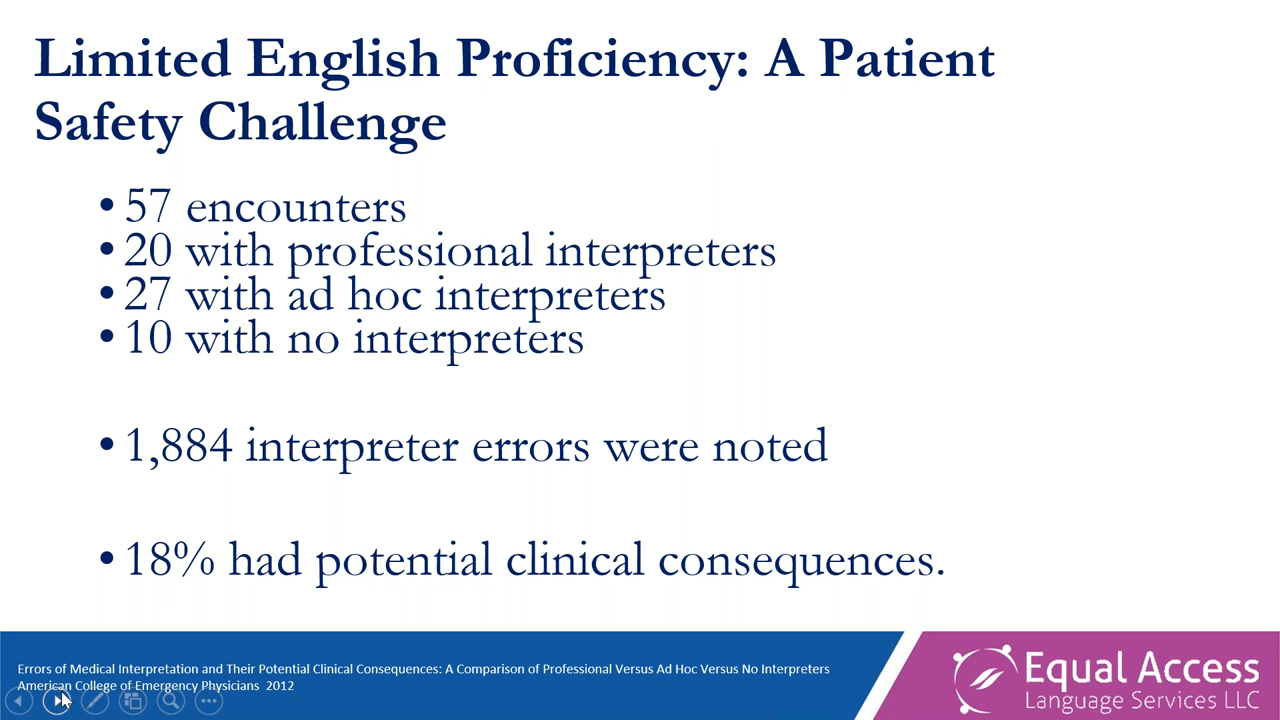 Limited English Proficiency: A Patient
Safety Challenge
• 57 encounters
• 20 with professional interpreters
• 27 with ad hoc interpreters
• 10 with no interpreters
• 1,884 interpreter errors were noted
• 18% had potential clinical consequences.
Errors of Medical Interpretation and Their Potential Clinical Consequences: A Comparison of Professional Versus Ad Hoc Versus No Interpreters
American College of Emergency Physicians 2012
Equal Access
Language Services LLC